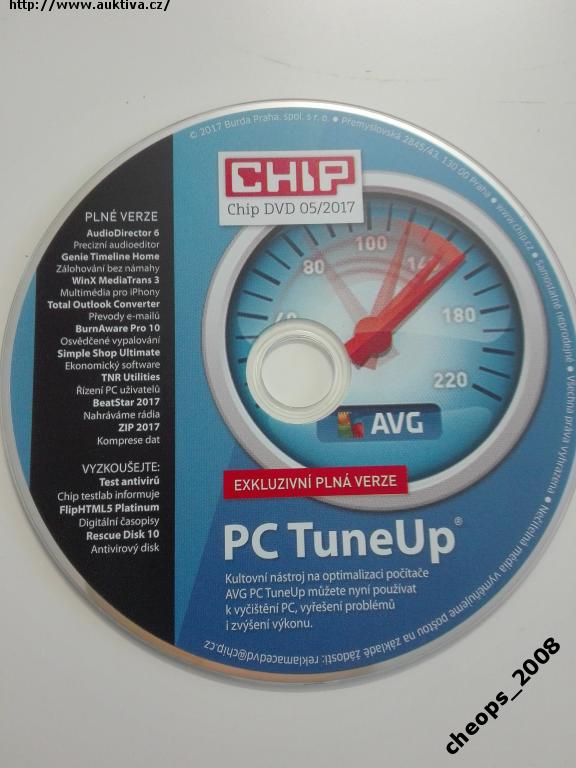 http://www.auktiva.cz/
© 2017 Burda Praha, spol. s r. o. • Přemyslovská 2845/43, 130 00 Praha • www.chip.cz • samostatně neprodejné • Všechna práva vyhrazena • Nečitelná média vyměňujeme poštou na základě žádosti: reklamacedvd@chip.cz
CHIP
Chip DVD 05/2017
PLNÉ VERZE
AudioDirector 6
Precizní audioeditor
Genie Timeline Home
Zálohování bez námahy
WinX MediaTrans 3
Multimédia pro iPhony
Total Outlook Converter
Převody e-mailů
BurnAware Pro 10
Osvědčené vypalování
Simple Shop Ultimate
Ekonomický software
TNR Utilities
Řízení PC uživatelů
BeatStar 2017
Nahráváme rádia
ZIP 2017
Komprese dat
VYZKOUŠEJTE:
Test antivirů
Chip testlab informuje
FlipHTML5 Platinum
Digitální časopisy
Rescue Disk 10
Antivirový disk
60
80
100
140
180
220
AVG
EXKLUZIVNÍ PLNÁ VERZE
PC TuneUp®
Kultovní nástroj na optimalizaci počítače
AVG PC TuneUp můžete nyní používat
k vyčištění PC, vyřešení problémů
i zvýšení výkonu.
cheops_2008